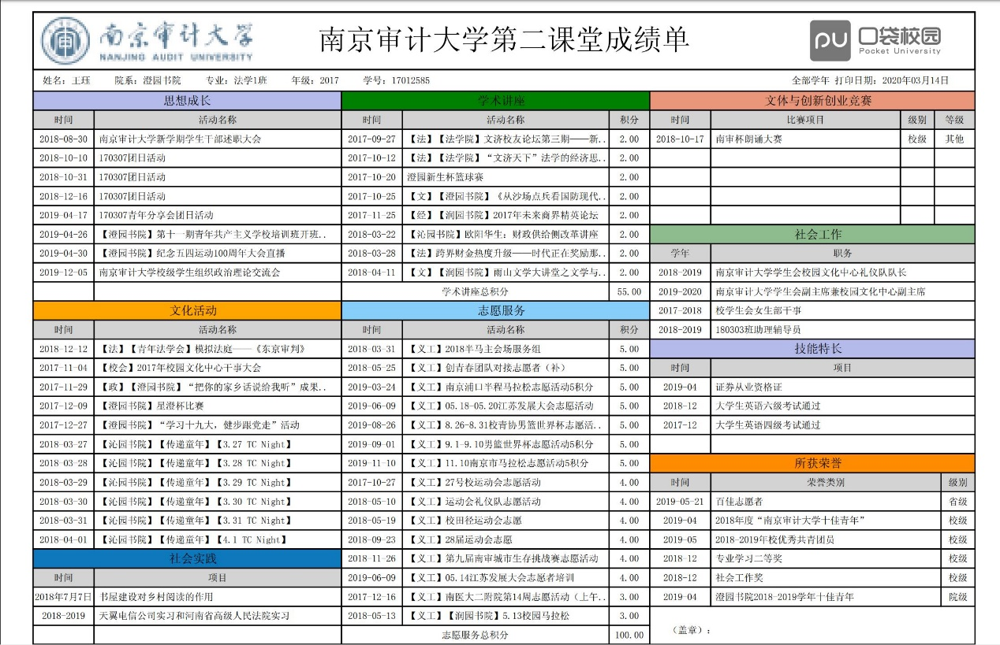 南京审计大学
NANJING AUDIT UNIVERSITY
南京审计大学第二课堂成绩单
pu 口袋校园
Pocket University
姓名：王珏 院系：澄园书院 专业：法学1班 年级：2017 学号：17012585 全部学年 打印日期：2020年03月14日
思想成长
时间 活动名称
2018-08-30 南京审计大学新学期学生干部述职大会
2018-10-10 170307团日活动
2018-10-31 170307团日活动
2018-12-16 170307团日活动
2019-04-17 170307青年分享会团日活动
2019-04-26 【澄园书院】第十一期青年共产主义学校培训班开班..
2019-04-30 【澄园书院】纪念五四运动100周年大会直播
2019-12-05 南京审计大学校级学生组织政治理论交流会
文化活动
时间 活动名称
2018-12-12 【法】【青年法学会】模拟法庭——《东京审判》
2017-11-04 【校会】2017年校园文化中心干事大会
2017-11-29 【政】【澄园书院】“把你的家乡话说给我听”成果..
2017-12-09 【澄园书院】星澄杯比赛
2017-12-27 【澄园书院】“学习十九大，健步跟党走”活动
2018-03-27 【沁园书院】【传递童年】【3.27 TC Night】
2018-03-28 【沁园书院】【传递童年】【3.28 TC Night】
2018-03-29 【沁园书院】【传递童年】【3.29 TC Night】
2018-03-30 【沁园书院】【传递童年】【3.30 TC Night】
2018-03-31 【沁园书院】【传递童年】【3.31 TC Night】
2018-04-01 【沁园书院】【传递童年】【4.1 TC Night】
社会实践
时间 项目
2018年7月7日 书屋建设对乡村阅读的作用
2018-2019 天翼电信公司实习和河南省高级人民法院实习
学术讲座
时间 活动名称 积分
2017-09-27 【法】【法学院】文济校友论坛第三期——新.. 2.00
2017-10-12 【法】【法学院】“文济天下”法学的经济思.. 2.00
2017-10-20 澄园新生杯篮球赛 2.00
2017-10-25 【文】【澄园书院】《从沙场点兵看国防现代.. 2.00
2017-11-25 【经】【润园书院】2017年未来商界精英论坛 2.00
2018-03-22 【沁园书院】欧阳华生：财政供给侧改革讲座 2.00
2018-03-28 【法】跨界财金热度升级——时代正在奖励那.. 2.00
2018-04-11 【文】【润园书院】雨山文学大讲堂之文学与.. 2.00
学术讲座总积分 55.00
志愿服务
时间 活动名称 积分
2018-03-31 【义工】2018半马主会场服务组 5.00
2018-05-25 【义工】创青春团队对接志愿者（补） 5.00
2019-03-24 【义工】南京浦口半程马拉松志愿活动5积分 5.00
2019-06-09 【义工】05.18-05.20江苏发展大会志愿活动 5.00
2019-08-26 【义工】8.26-8.31校青协男篮世界杯志愿活.. 5.00
2019-09-01 【义工】9.1-9.10男篮世界杯志愿活动5积分 5.00
2019-11-10 【义工】11.10南京市马拉松志愿活动5积分 5.00
2017-10-27 【义工】27号校运动会志愿活动 4.00
2018-05-10 【义工】运动会礼仪队志愿活动 4.00
2018-05-19 【义工】校田径运动会志愿 4.00
2018-09-23 【义工】28届运动会志愿 4.00
2018-11-26 【义工】第九届南审城市生存挑战赛志愿活动 4.00
2019-06-09 【义工】05.14江苏发展大会志愿者培训 4.00
2017-12-16 【义工】南医大二附院第14周志愿活动（上午.. 3.00
2018-05-13 【义工】【润园书院】5.13校园马拉松 3.00
志愿服务总积分 100.00
文体与创新创业竞赛
时间 比赛项目 级别 等级
2018-10-17 南审杯朗诵大赛 校级 其他
社会工作
学年 职务
2018-2019 南京审计大学学生会校园文化中心礼仪队队长
2019-2020 南京审计大学学生会副主席兼校园文化中心副主席
2017-2018 校学生会女生部干事
2018-2019 180303班助理辅导员
技能特长
时间 项目
2019-04 证券从业资格证
2018-12 大学生英语六级考试通过
2017-12 大学生英语四级考试通过
所获荣誉
时间 荣誉类别 级别
2019-05-21 百佳志愿者 省级
2019-04 2018年度“南京审计大学十佳青年” 校级
2019-05 2018-2019年校优秀共青团员 校级
2018-12 专业学习二等奖 校级
2018-12 社会工作奖 校级
2019-04 澄园书院2018-2019学年十佳青年 院级
（盖章）：